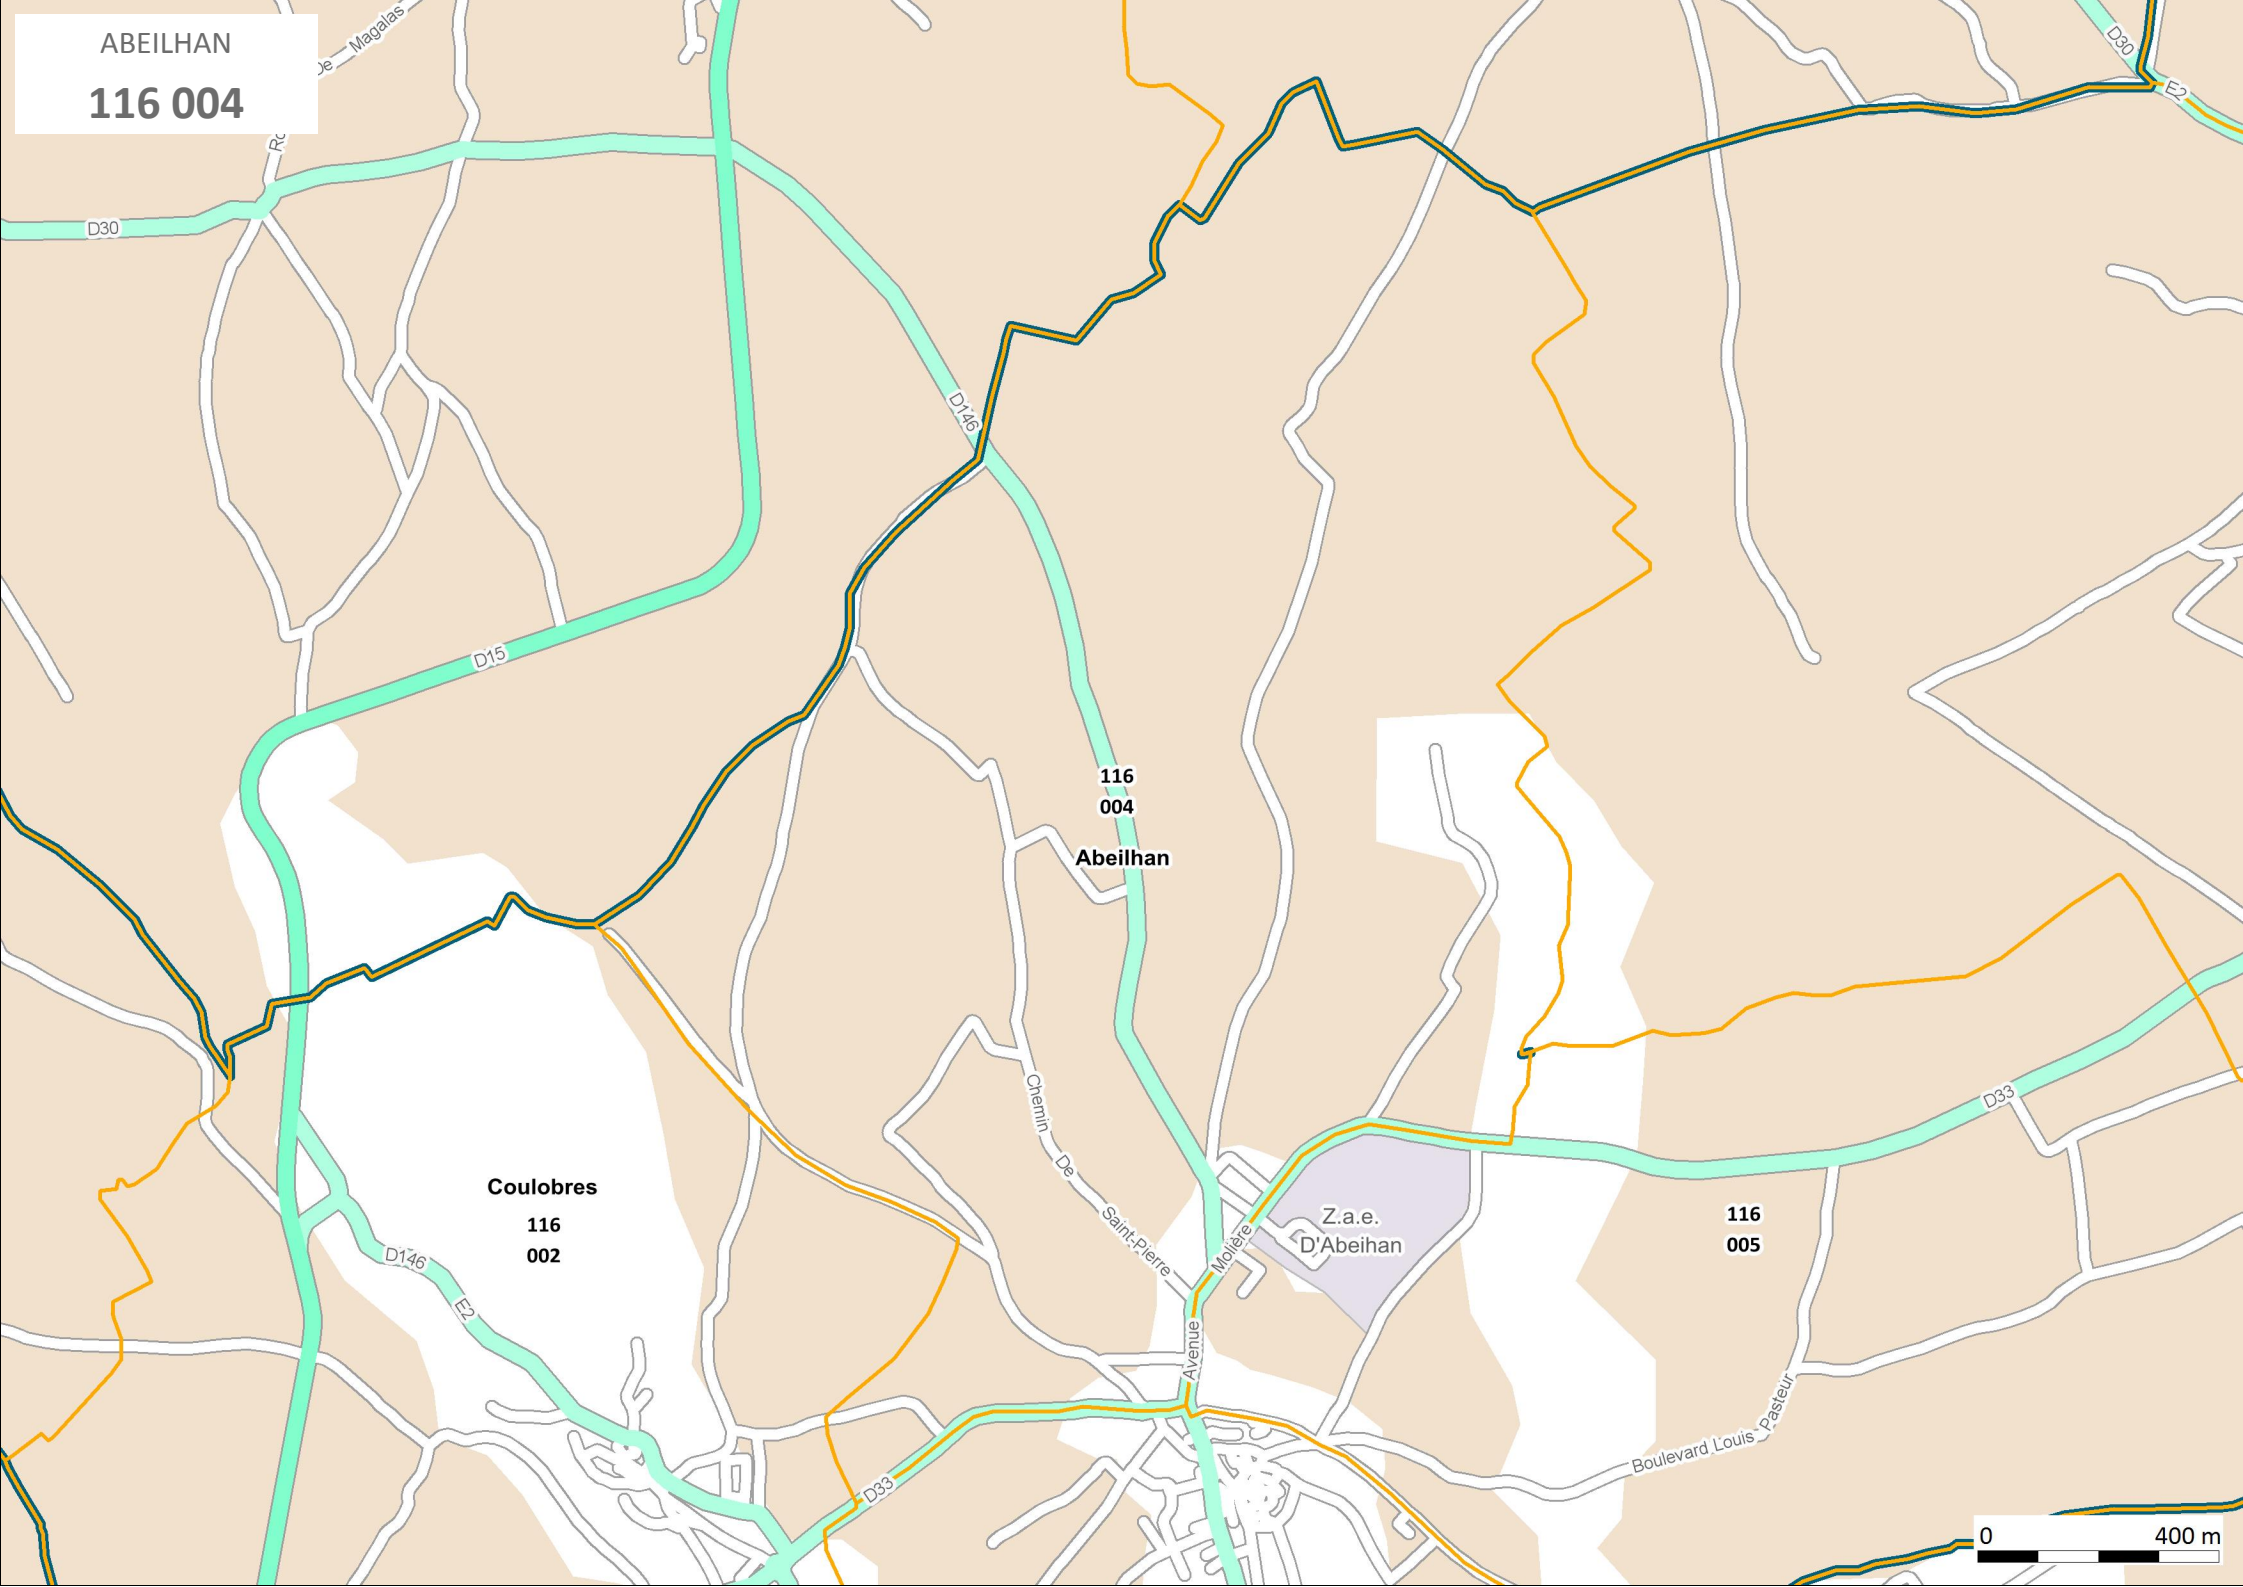 ABEILHAN
116 004
De Magalas
D30
E2
D30
D146
D15
116
004
Abeilhan
Chemin De Saint-Pierre
D33
Coulobres
116
002
Z.a.e.
D'Abeihan
116
005
Avenue Molière
D146
E2
Boulevard Louis Pasteur
D33
0 400 m